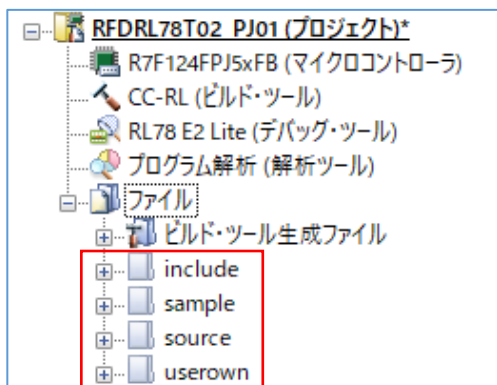 RFDRL78T02_PJ01 (プロジェクト)*
R7F124FPJ5xFB (マイクロコントローラ)
CC-RL (ビルド・ツール)
RL78 E2 Lite (デバッグ・ツール)
プログラム解析 (解析ツール)
ファイル
ビルド・ツール生成ファイル
include
sample
source
userown